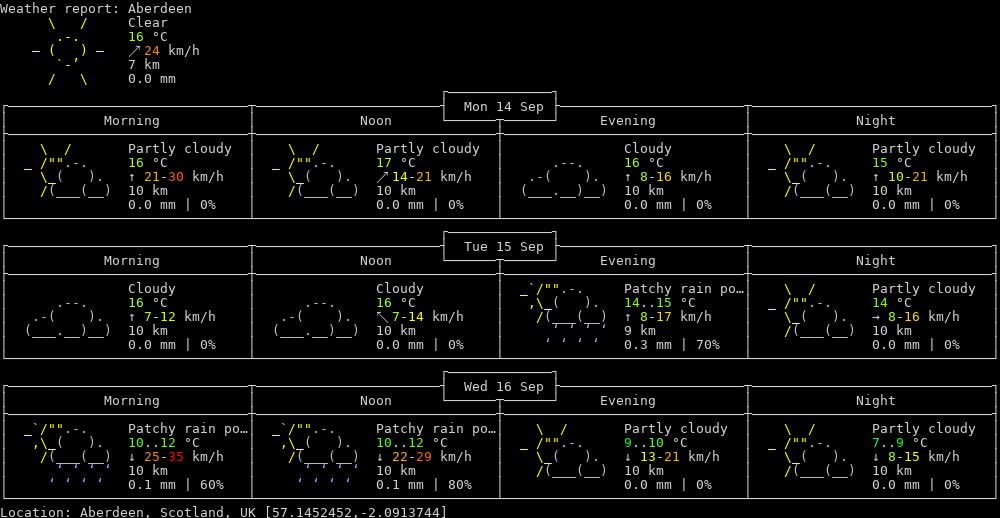 Weather report: Aberdeen
Clear
16 °C
↗ 24 km/h
7 km
0.0 mm
Mon 14 Sep
Morning Noon Evening Night
Partly cloudy Partly cloudy Cloudy Partly cloudy
16 °C 17 °C 16 °C 15 °C
↑ 21-30 km/h ↗ 14-21 km/h ↑ 8-16 km/h ↑ 10-21 km/h
10 km 10 km 10 km 10 km
0.0 mm | 0% 0.0 mm | 0% 0.0 mm | 0% 0.0 mm | 0%
Tue 15 Sep
Morning Noon Evening Night
Cloudy Cloudy Patchy rain po… Partly cloudy
16 °C 16 °C 14..15 °C 14 °C
↑ 7-12 km/h ↖ 7-14 km/h ↑ 8-17 km/h → 8-16 km/h
10 km 10 km 9 km 10 km
0.0 mm | 0% 0.0 mm | 0% 0.3 mm | 70% 0.0 mm | 0%
Wed 16 Sep
Morning Noon Evening Night
Patchy rain po… Patchy rain po… Partly cloudy Partly cloudy
10..12 °C 10..12 °C 9..10 °C 7..9 °C
↓ 25-35 km/h ↓ 22-29 km/h ↓ 13-21 km/h ↓ 8-15 km/h
10 km 10 km 10 km 10 km
0.1 mm | 60% 0.1 mm | 80% 0.0 mm | 0% 0.0 mm | 0%
Location: Aberdeen, Scotland, UK [57.1452452,-2.0913744]